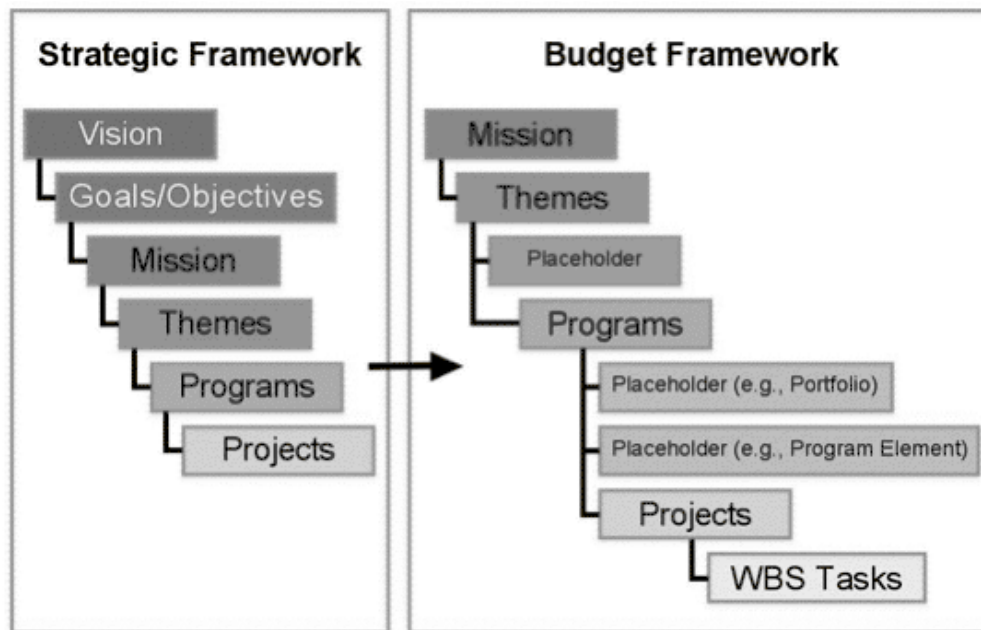 Strategic Framework
Vision
Goals/Objectives
Mission
Themes
Programs
Projects
Budget Framework
Mission
Themes
Placeholder
Programs
Placeholder (e.g., Portfolio)
Placeholder (e.g., Program Element)
Projects
WBS Tasks